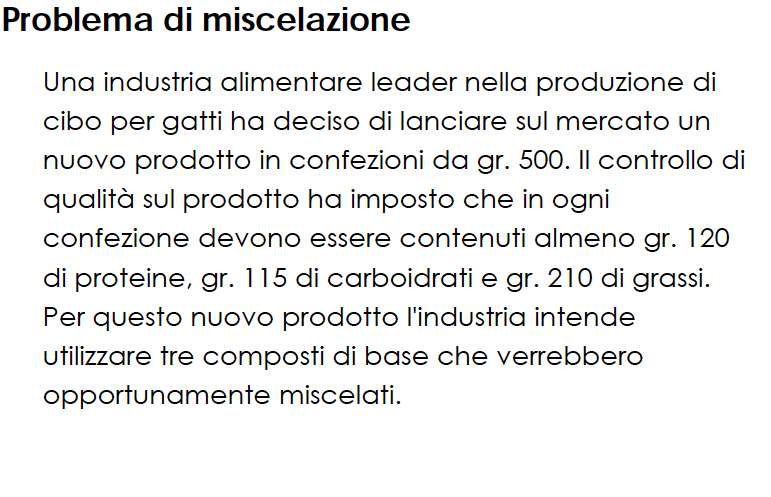 Problema di miscelazione
Una industria alimentare leader nella produzione di
cibo per gatti ha deciso di lanciare sul mercato un
nuovo prodotto in confezioni da gr. 500. Il controllo di
qualità sul prodotto ha imposto che in ogni
confezione devono essere contenuti almeno gr. 120
di proteine, gr. 115 di carboidrati e gr. 210 di grassi.
Per questo nuovo prodotto l'industria intende
utilizzare tre composti di base che verrebbero
opportunamente miscelati.